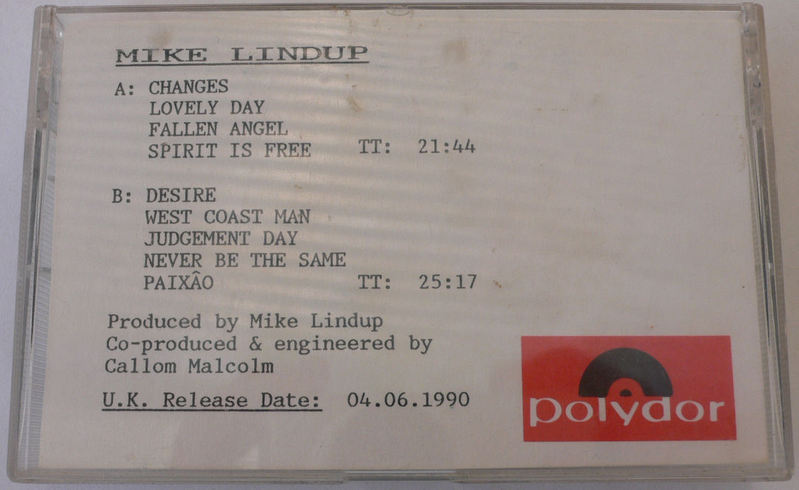 MIKE LINDUP
A: CHANGES
LOVELY DAY
FALLEN ANGEL
SPIRIT IS FREE TT: 21:44
B: DESIRE
WEST COAST MAN
JUDGEMENT DAY
NEVER BE THE SAME
PAIXÂO TT: 25:17
Produced by Mike Lindup
Co-produced & engineered by
Callom Malcolm
U.K. Release Date: 04.06.1990
polydor